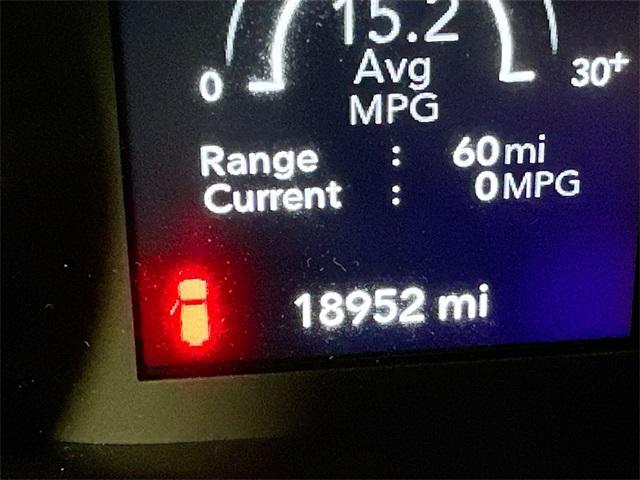 15.2
Avg
0 30+
MPG
Range : 60 mi
Current : 0 MPG
18952 mi